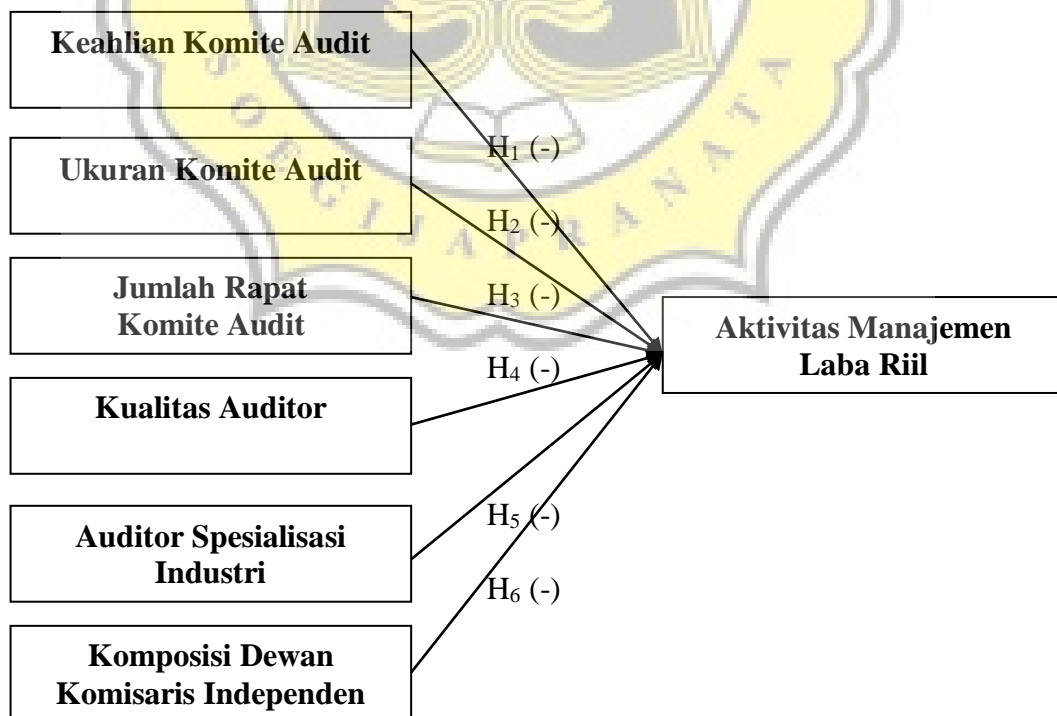 Keahlian Komite Audit
Ukuran Komite Audit
Jumlah Rapat
Komite Audit
Kualitas Auditor
Auditor Spesialisasi
Industri
Komposisi Dewan
Komisaris Independen
H₁ (-)
H₂ (-)
H₃ (-)
H₄ (-)
H₅ (-)
H₆ (-)
Aktivitas Manajemen
Laba Riil
SOEGIJAPRANATA